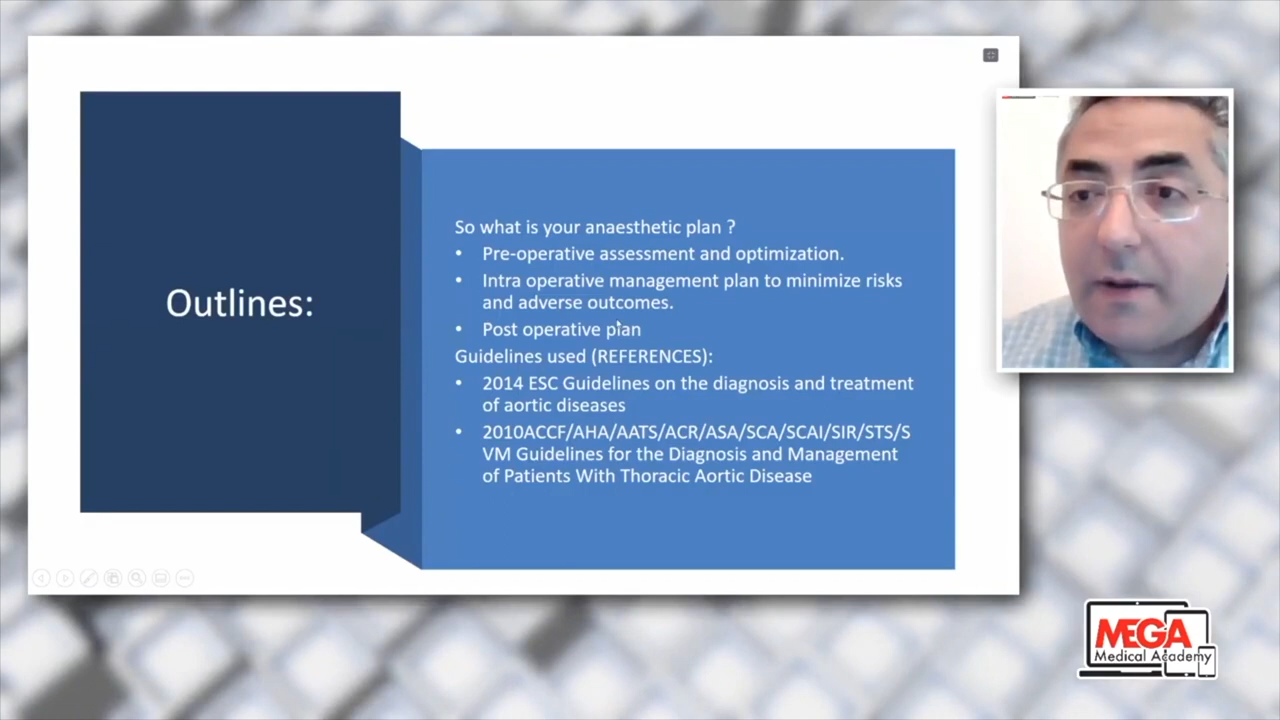 Outlines:
So what is your anaesthetic plan ?
• Pre-operative assessment and optimization.
• Intra operative management plan to minimize risks
and adverse outcomes.
• Post operative plan
Guidelines used (REFERENCES):
• 2014 ESC Guidelines on the diagnosis and treatment
of aortic diseases
• 2010ACCF/AHA/AATS/ACR/ASA/SCA/SCAI/SIR/STS/S
VM Guidelines for the Diagnosis and Management
of Patients With Thoracic Aortic Disease
MEGA
Medical Academy